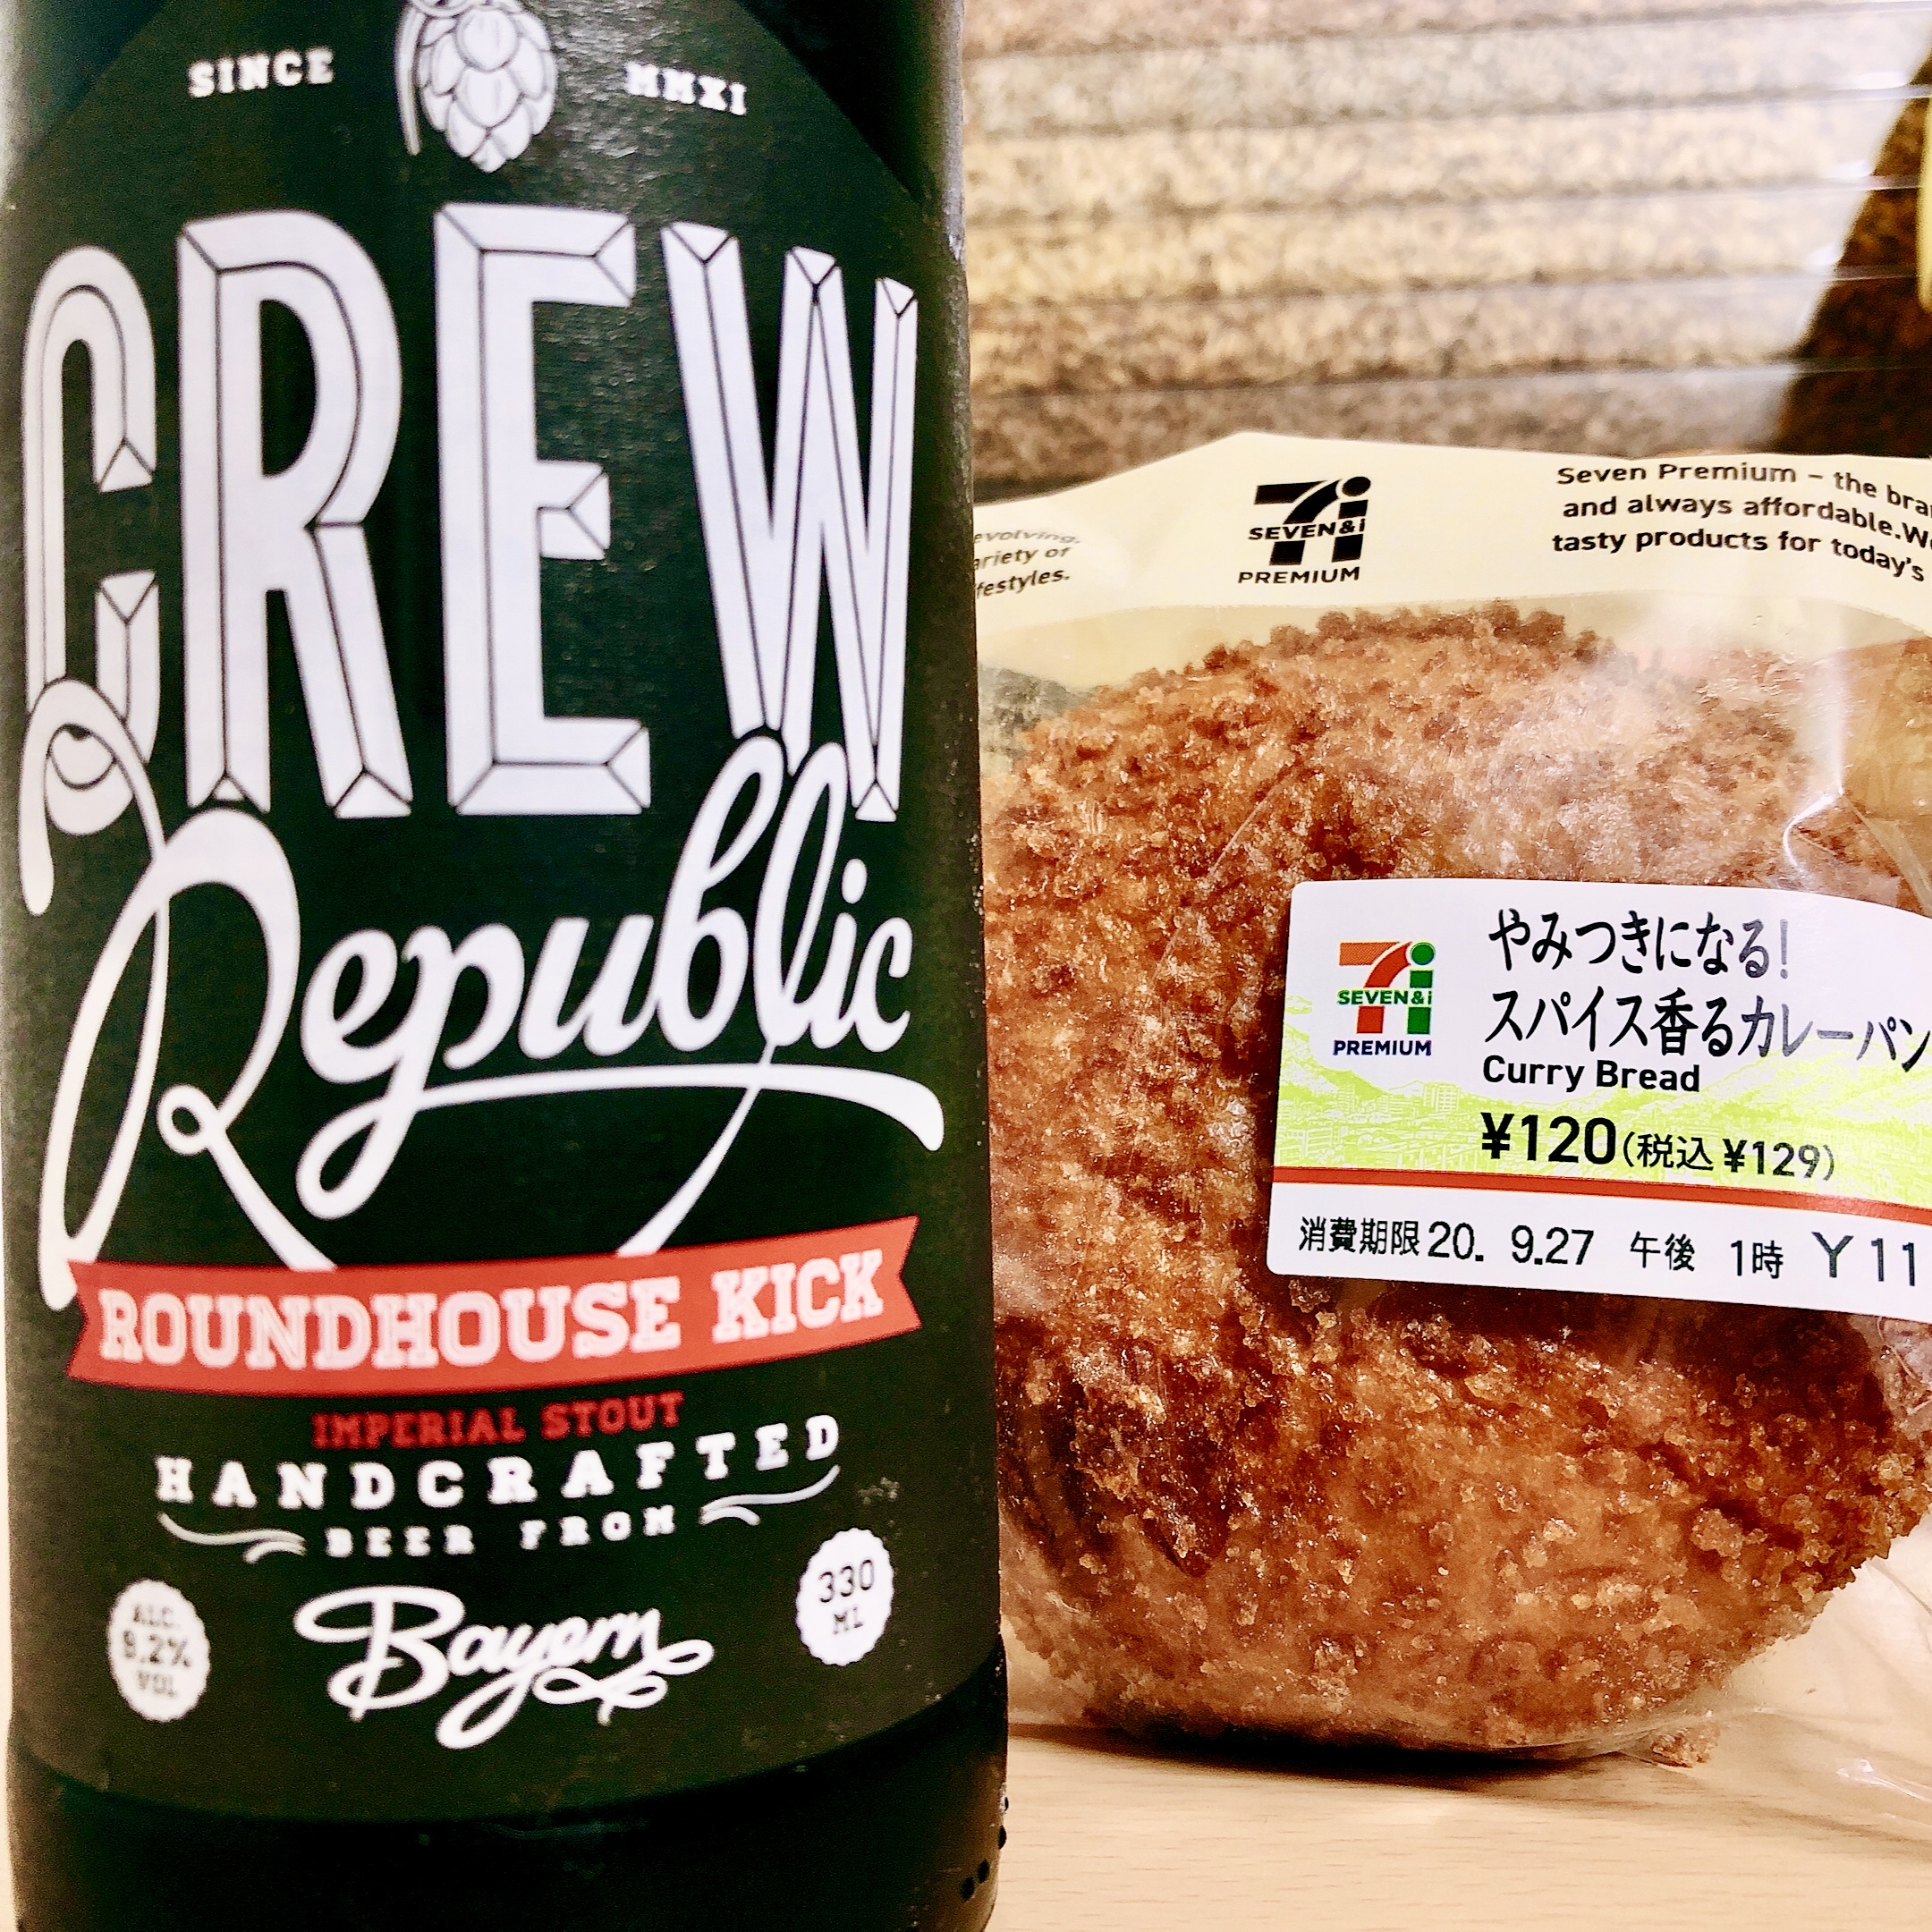 SINCE MMXI
CREW
Republic
ROUNDHOUSE KICK
IMPERIAL STOUT
HANDCRAFTED
BEER FROM
Bayern
ALC.
9.2%
VOL
330
ML
evolving.
ariety of
festyles.
SEVEN&i
PREMIUM
Seven Premium – the bra
and always affordable.We
tasty products for today's
SEVEN&i
PREMIUM
やみつきになる!
スパイス香るカレーパン
Curry Bread
¥120(税込 ¥129)
消費期限 20. 9.27 午後 1時 Y11